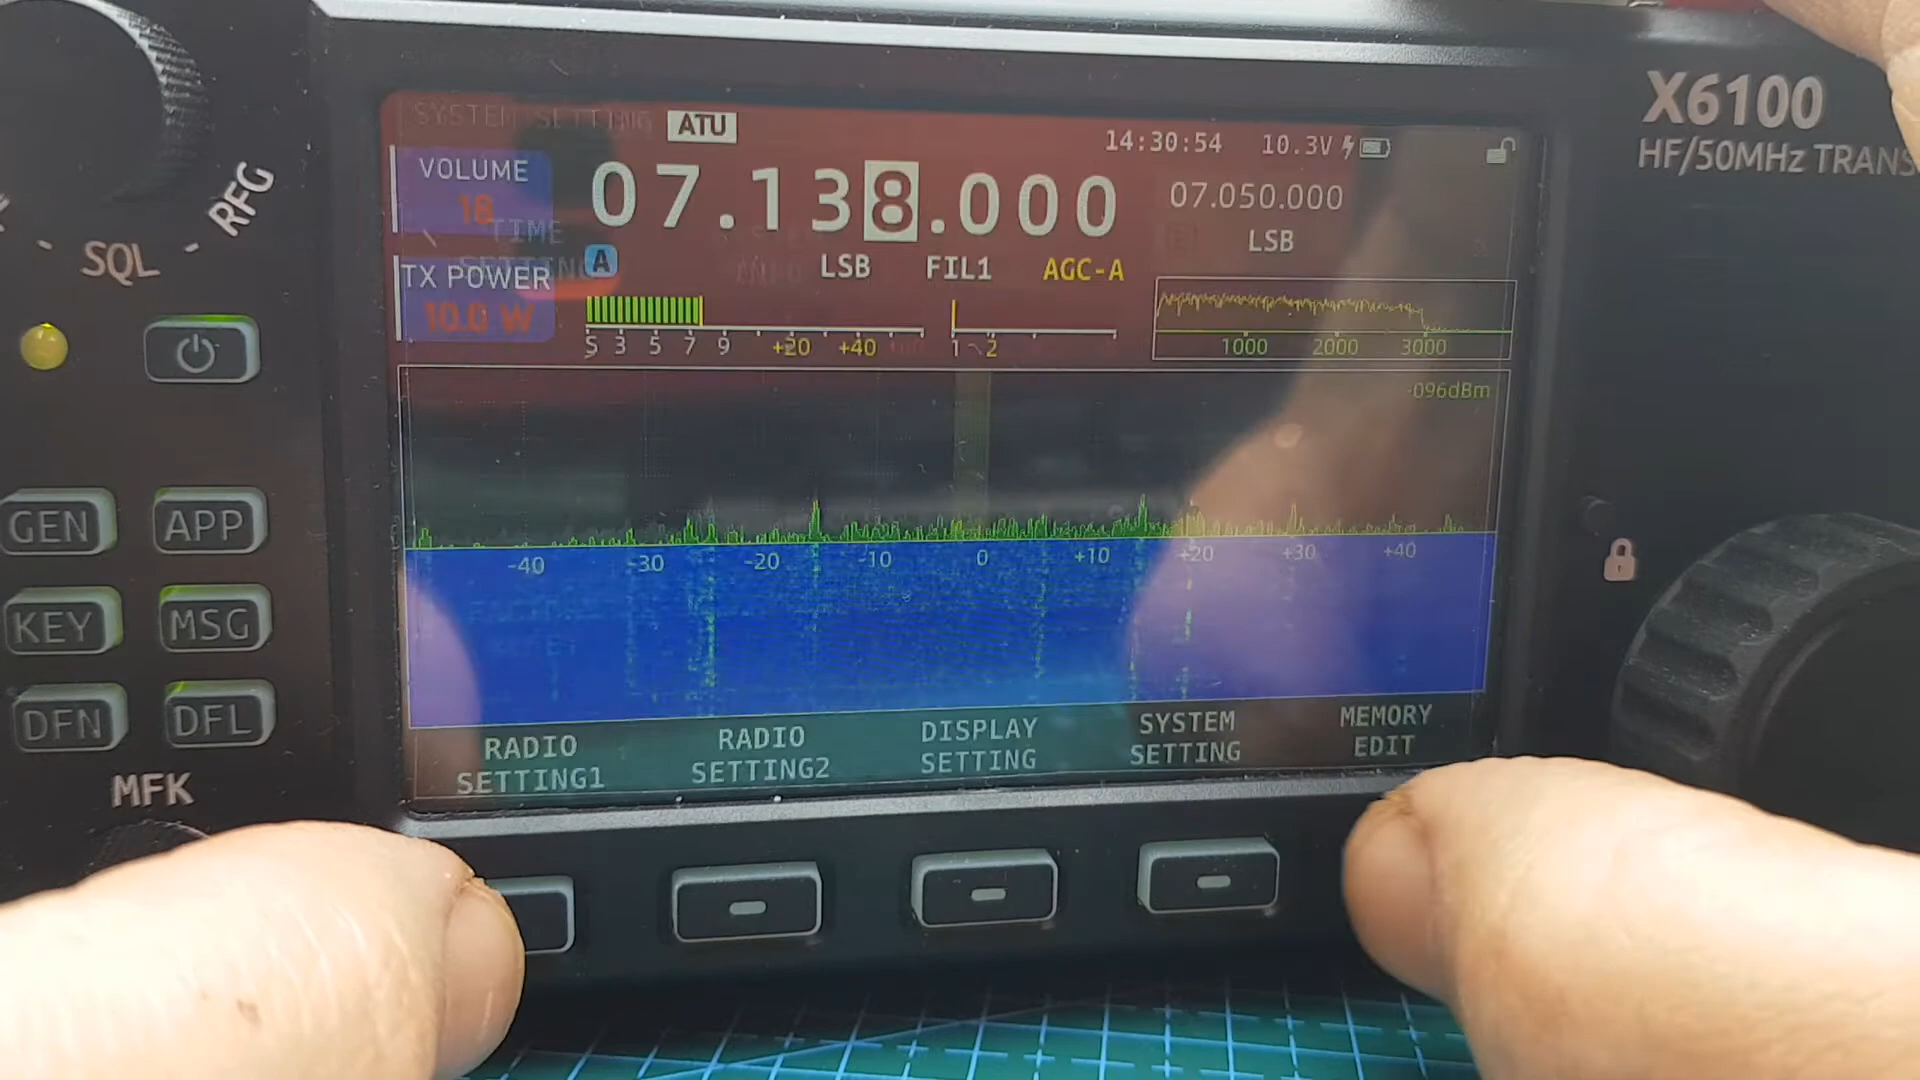 X6100
HF/50MHz TRANS
SYSTEM SETTING
ATU
14:30:54
10.3V
VOLUME
18
07.138.000
07.050.000
TIME
SETTING
A
LSB
FIL1
AGC-A
LSB
TX POWER
10.0 W
S 3 5 7 9 +20 +40
1 2
1000 2000 3000
-096dBm
-40 -30 -20 -10 0 +10 +20 +30 +40
RADIO
SETTING1
RADIO
SETTING2
DISPLAY
SETTING
SYSTEM
SETTING
MEMORY
EDIT
RFG
SQL
GEN
APP
KEY
MSG
DFN
DFL
MFK